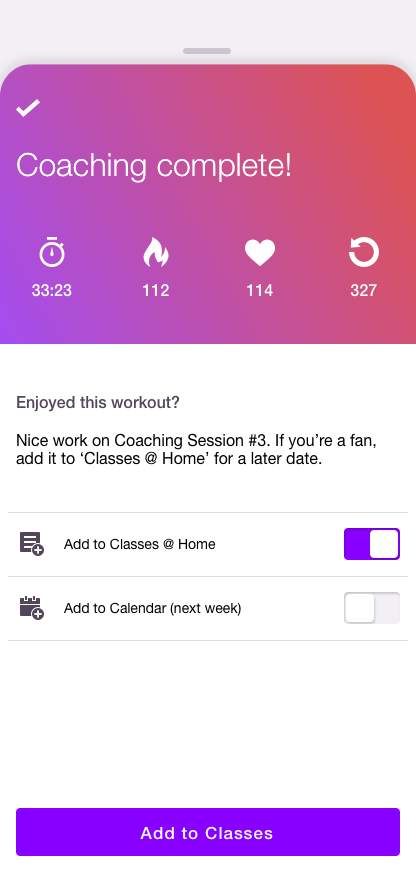 Coaching complete!
33:23
112
114
327
Enjoyed this workout?
Nice work on Coaching Session #3. If you’re a fan,
add it to ‘Classes @ Home’ for a later date.
Add to Classes @ Home
Add to Calendar (next week)
Add to Classes